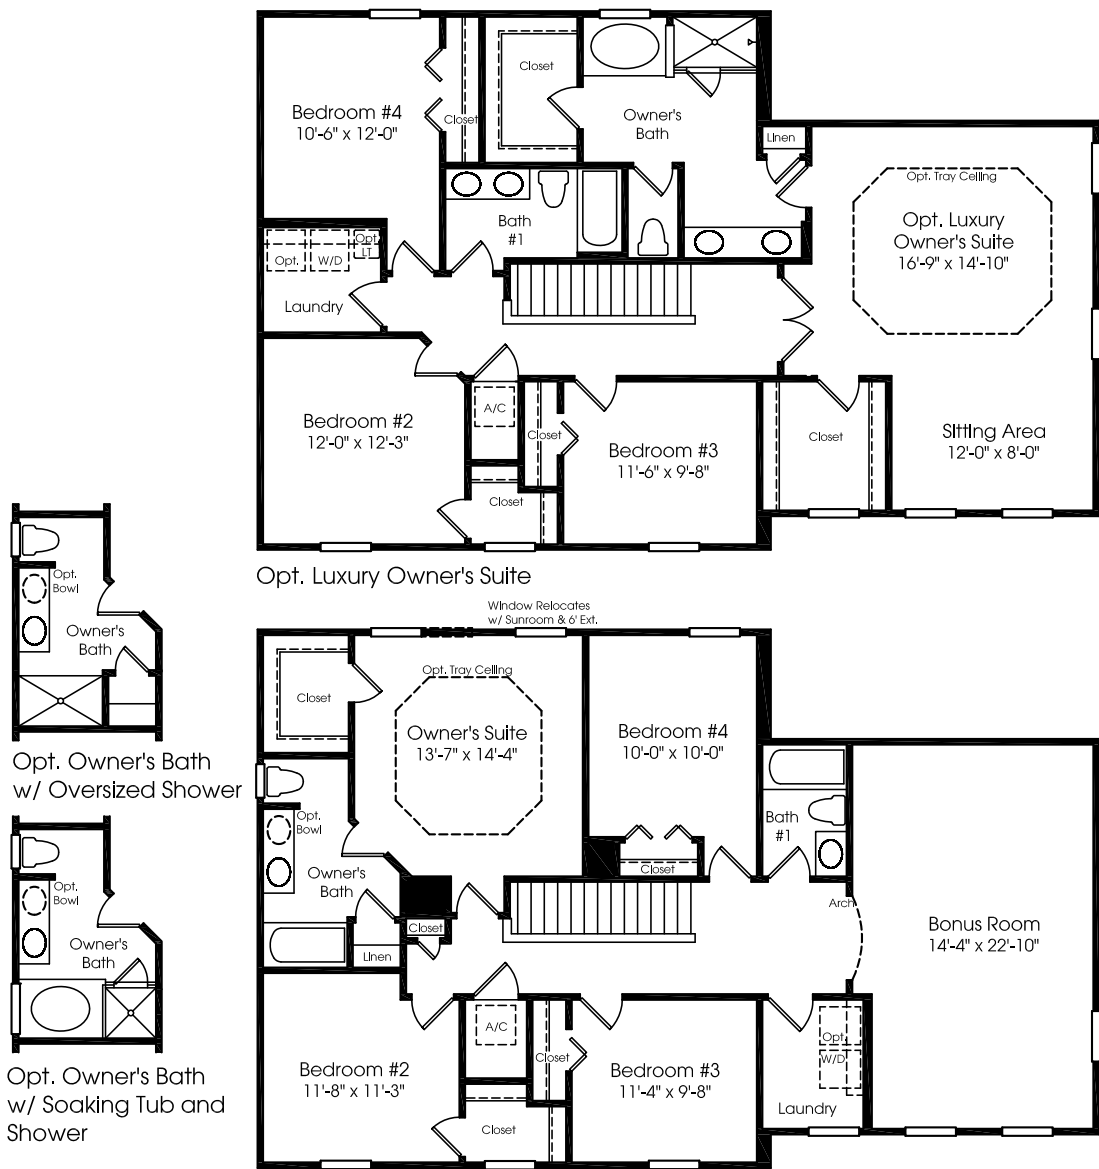 Bedroom #4
10'-6" x 12'-0"
Closet
Closet
Owner's
Bath
Linen
Opt. Tray Ceiling
Opt. Luxury
Owner's Suite
16'-9" x 14'-10"
Bath
#1
Opt.
W/D
Opt.
LT
Laundry
Bedroom #2
12'-0" x 12'-3"
A/C
Closet
Bedroom #3
11'-6" x 9'-8"
Closet
Closet
Sitting Area
12'-0" x 8'-0"
Opt. Luxury Owner's Suite
Opt.
Bowl
Owner's
Bath
Opt. Owner's Bath
w/ Oversized Shower
Opt.
Bowl
Owner's
Bath
Opt. Owner's Bath
w/ Soaking Tub and
Shower
Window Relocates
w/ Sunroom & 6' Ext.
Closet
Opt. Tray Ceiling
Owner's Suite
13'-7" x 14'-4"
Bedroom #4
10'-0" x 10'-0"
Closet
Bath
#1
Opt.
Bowl
Owner's
Bath
Linen
Closet
Arch
Bonus Room
14'-4" x 22'-10"
Bedroom #2
11'-8" x 11'-3"
A/C
Closet
Closet
Bedroom #3
11'-4" x 9'-8"
Opt.
W/D
Laundry